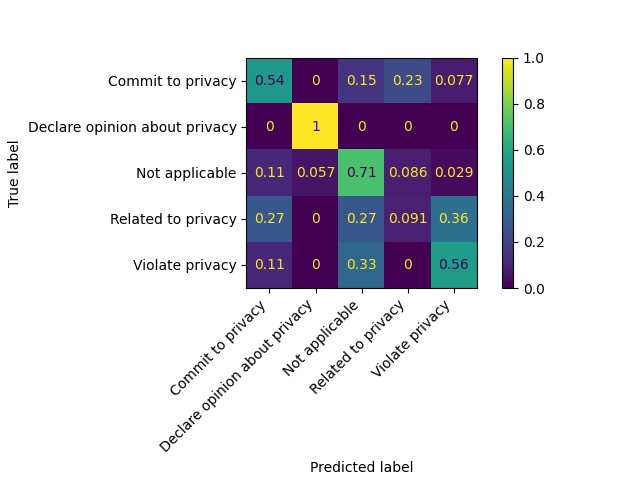 Commit to privacy 0.54 0 0.15 0.23 0.077
Declare opinion about privacy 0 1 0 0 0
Not applicable 0.11 0.057 0.71 0.086 0.029
Related to privacy 0.27 0 0.27 0.091 0.36
Violate privacy 0.11 0 0.33 0 0.56
True label
Commit to privacy
Declare opinion about privacy
Not applicable
Related to privacy
Violate privacy
Predicted label
1.0
0.8
0.6
0.4
0.2
0.0